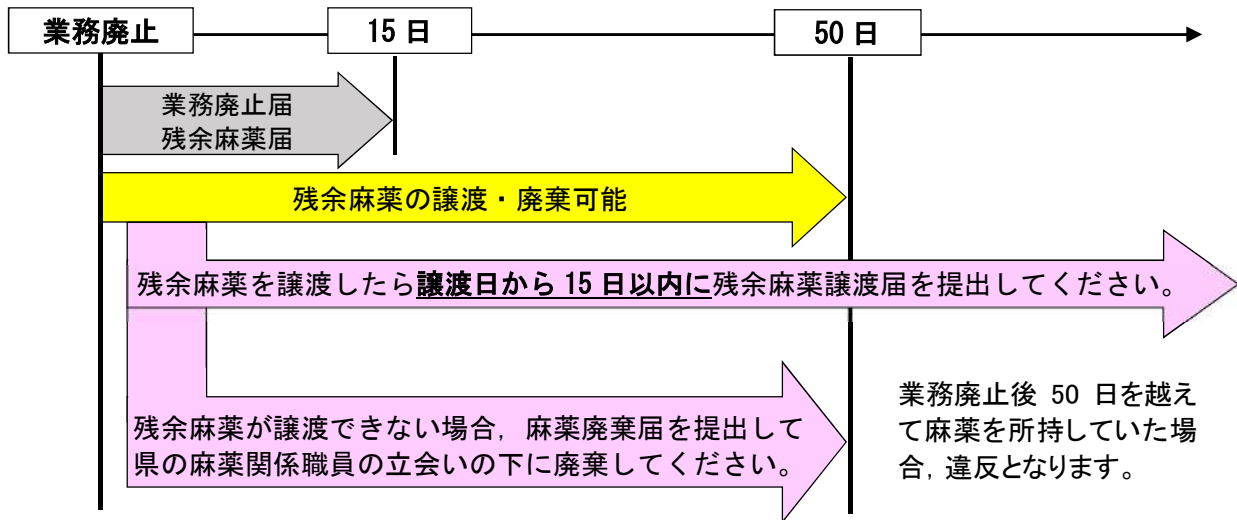 業務廃止
15 日
50 日
業務廃止届
残余麻薬届
残余麻薬の譲渡・廃棄可能
残余麻薬を譲渡したら譲渡日から 15 日以内に残余麻薬譲渡届を提出してください。
残余麻薬が譲渡できない場合，麻薬廃棄届を提出して
県の麻薬関係職員の立会いの下に廃棄してください。
業務廃止後 50 日を越え
て麻薬を所持していた場
合，違反となります。